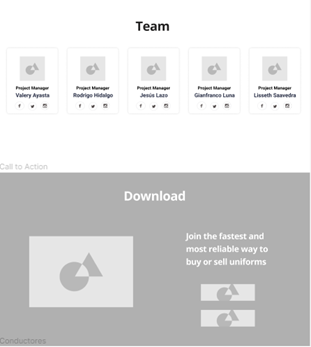 Team
Project Manager
Valery Ayasta
Project Manager
Rodrigo Hidalgo
Project Manager
Jesús Lazo
Project Manager
Gianfranco Luna
Project Manager
Lisseth Saavedra
Call to Action
Download
Join the fastest and
most reliable way to
buy or sell uniforms
Conductores